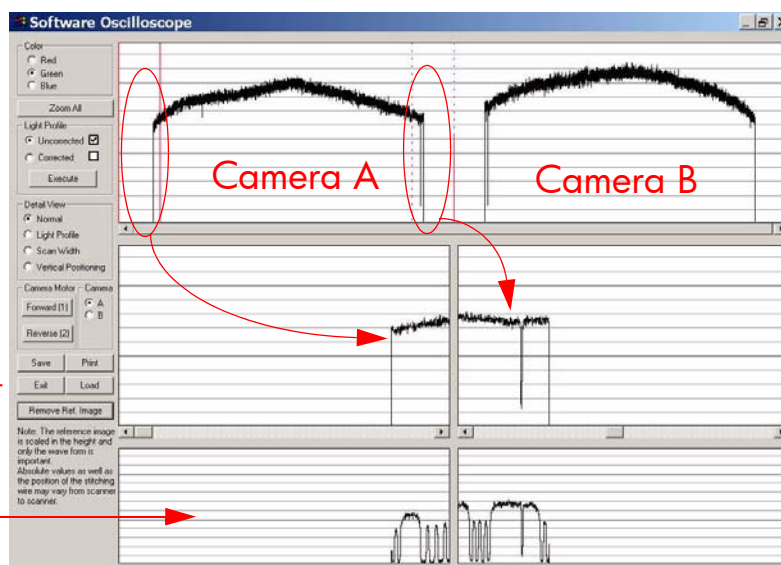 Software Oscilloscope
Color
Red
Green
Blue
Zoom All
Light Profile
Uncorrected
Corrected
Execute
Detail View
Normal
Light Profile
Scan Width
Vertical Positioning
Camera Motor
Camera
Forward (1)
A
B
Reverse (2)
Save
Print
Exit
Load
Remove Ref. Image
Note: The reference image
is scaled in the height and
only the wave form is
important.
Absolute values as well as
the position of the stitching
wire may vary from scanner
to scanner.
Camera A
Camera B